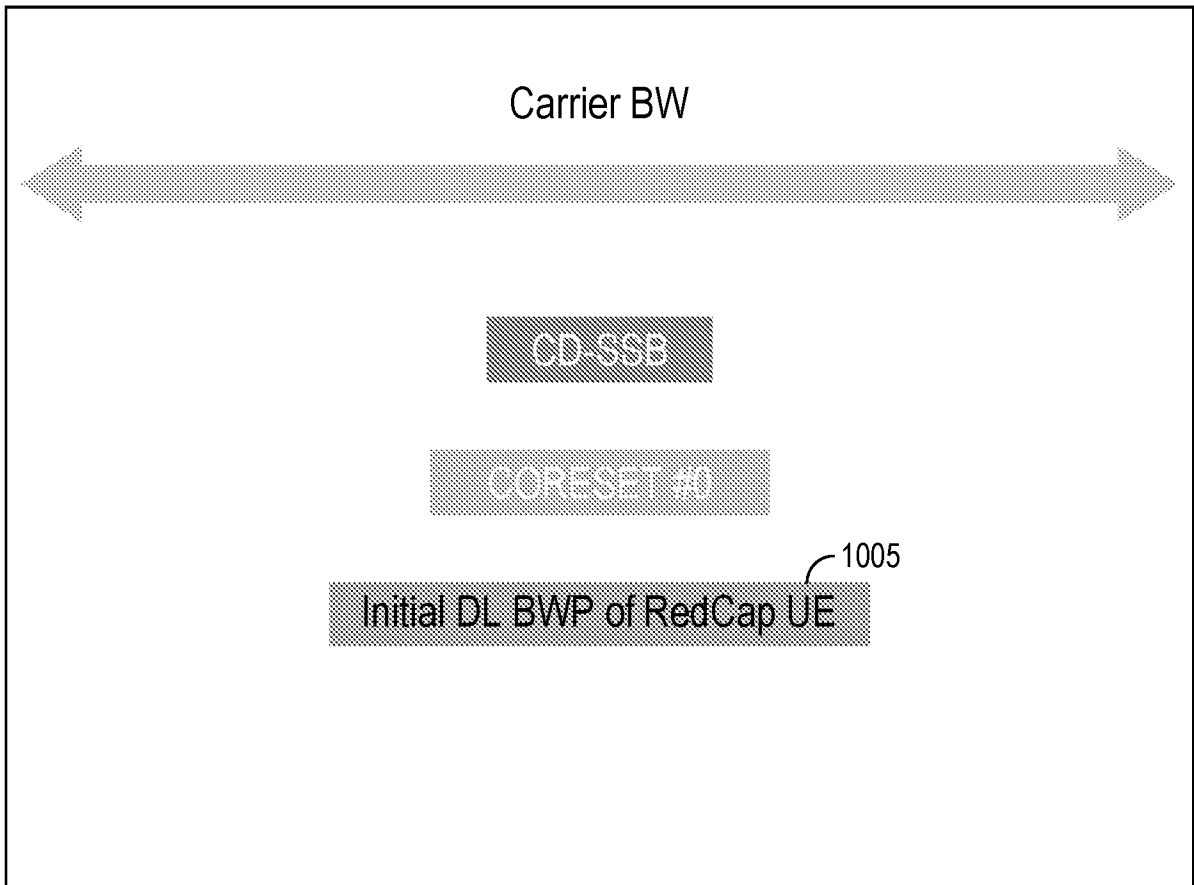 Carrier BW
CD-SSB
CORESET #0
1005
Initial DL BWP of RedCap UE